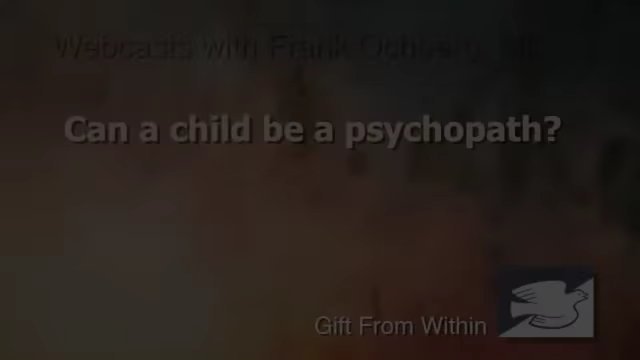 Webcasts with Frank Ochberg, MD
Can a child be a psychopath?
Gift From Within